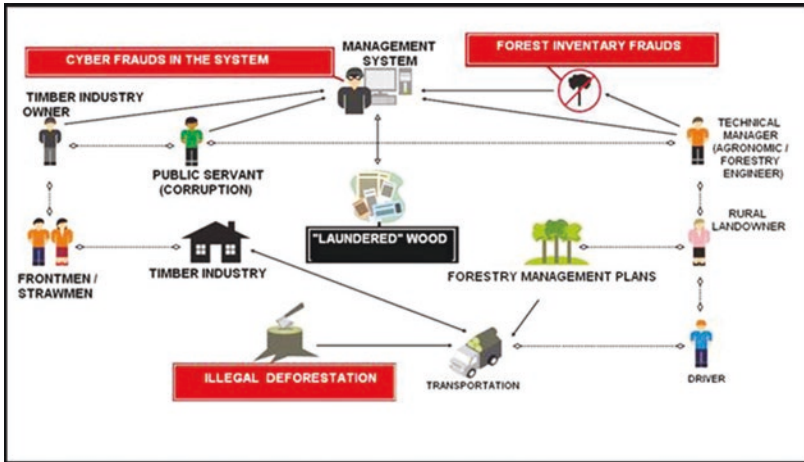 MANAGEMENT
SYSTEM
FOREST INVENTORY FRAUDS
CYBER FRAUDS IN THE SYSTEM
TIMBER INDUSTRY
OWNER
PUBLIC SERVANT
(CORRUPTION)
TECHNICAL
MANAGER
(AGRONOMIC /
FORESTRY
ENGINEER)
"LAUNDERED" WOOD
RURAL
LANDOWNER
FRONTMEN /
STRAWMEN
TIMBER INDUSTRY
FORESTRY MANAGEMENT PLANS
ILLEGAL DEFORESTATION
TRANSPORTATION
DRIVER